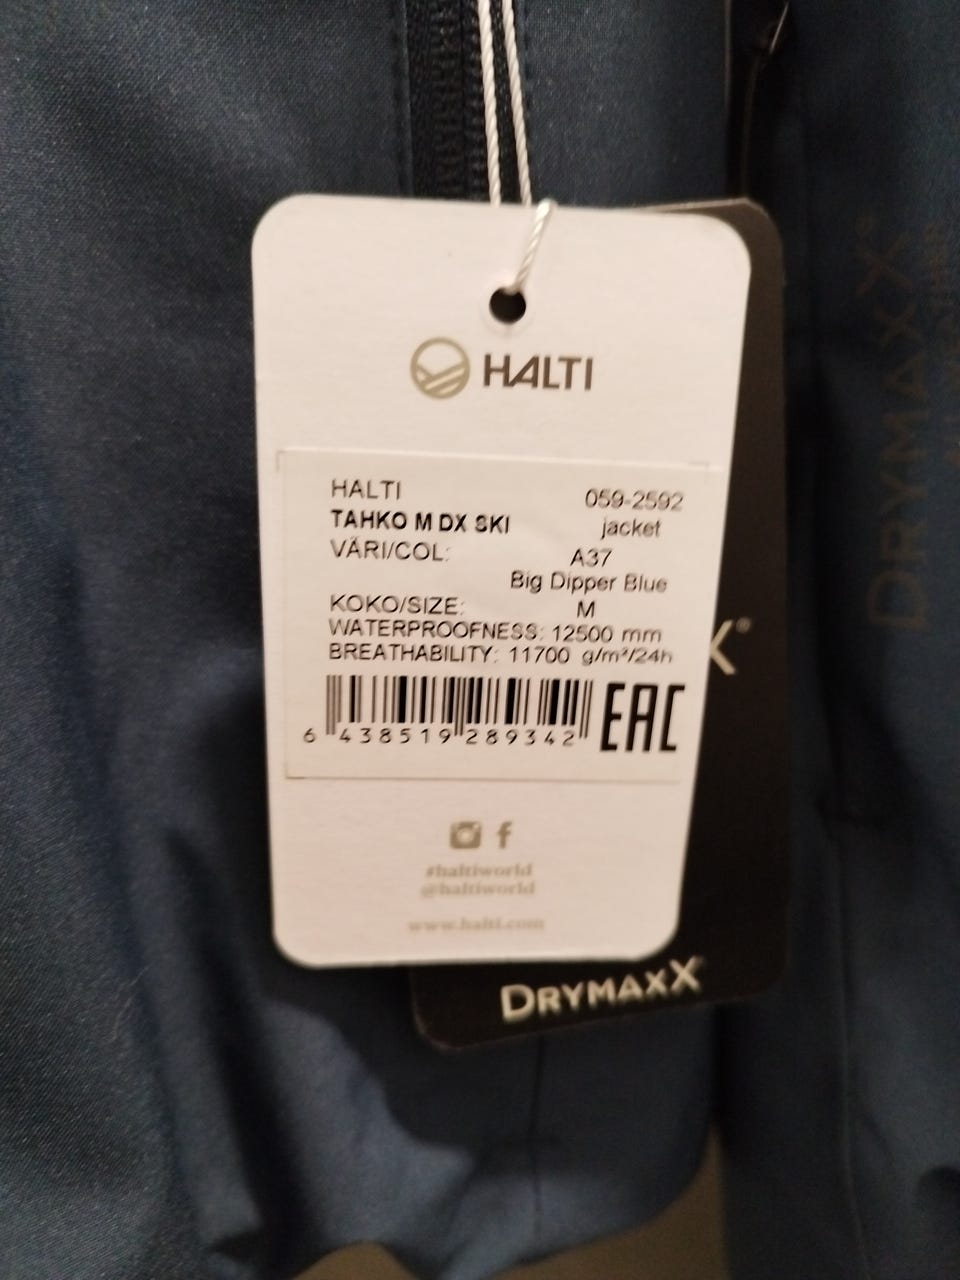 HALTI
HALTI 059-2592
TAHKO M DX SKI jacket
VÄRI/COL: A37
Big Dipper Blue
KOKO/SIZE: M
WATERPROOFNESS: 12500 mm
BREATHABILITY: 11700 g/m²/24h
6 438519 289342
EAC
#haltiworld
@haltiworld
www.halti.com
X®
DRYMAXX®
DRYMAXX®